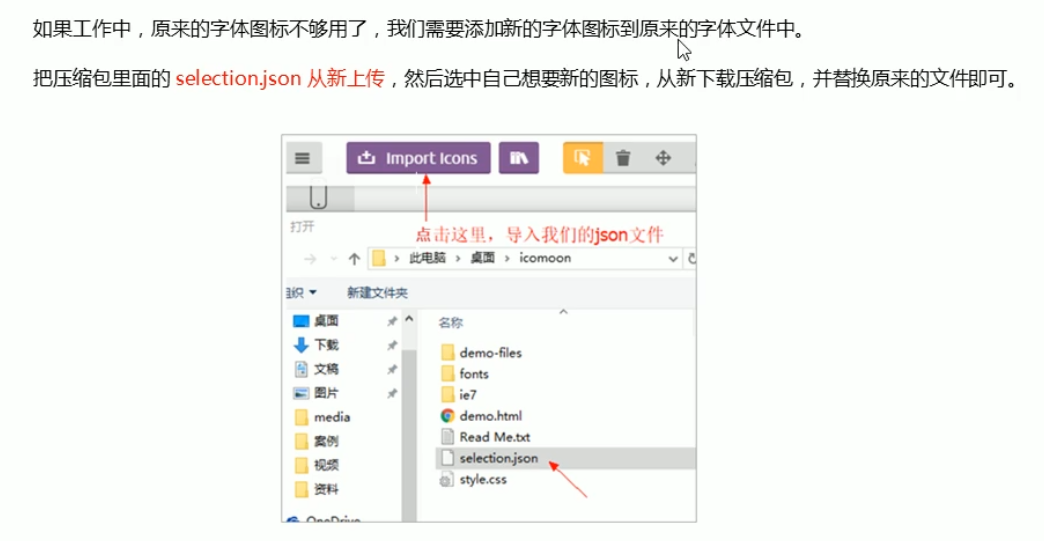 如果工作中，原来的字体图标不够用了，我们需要添加新的字体图标到原来的字体文件中。
把压缩包里面的 selection.json 从新上传，然后选中自己想要新的图标，从新下载压缩包，并替换原来的文件即可。
Import Icons
打开
点击这里，导入我们的json文件
此电脑 › 桌面 › icomoon
组织 新建文件夹
名称
桌面
下载
文稿
图片
media
案例
视频
资料
OneDrive
demo-files
fonts
ie7
demo.html
Read Me.txt
selection.json
style.css